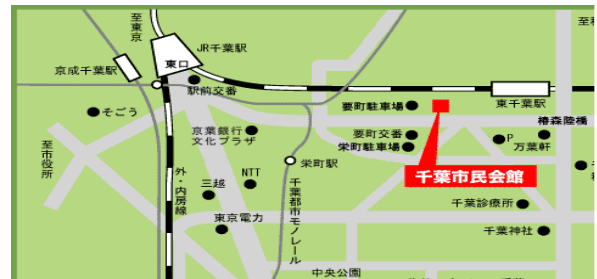 至東京
JR千葉駅
東口
京成千葉駅
駅前交番
そごう
京葉銀行
文化プラザ
至市役所
外・内房線
三越
NTT
東京電力
栄町駅
千葉都市モノレール
中央公園
要町駐車場
要町交番
栄町駐車場
千葉市民会館
東千葉駅
椿森陸橋
P
万葉軒
千葉診療所
千葉神社